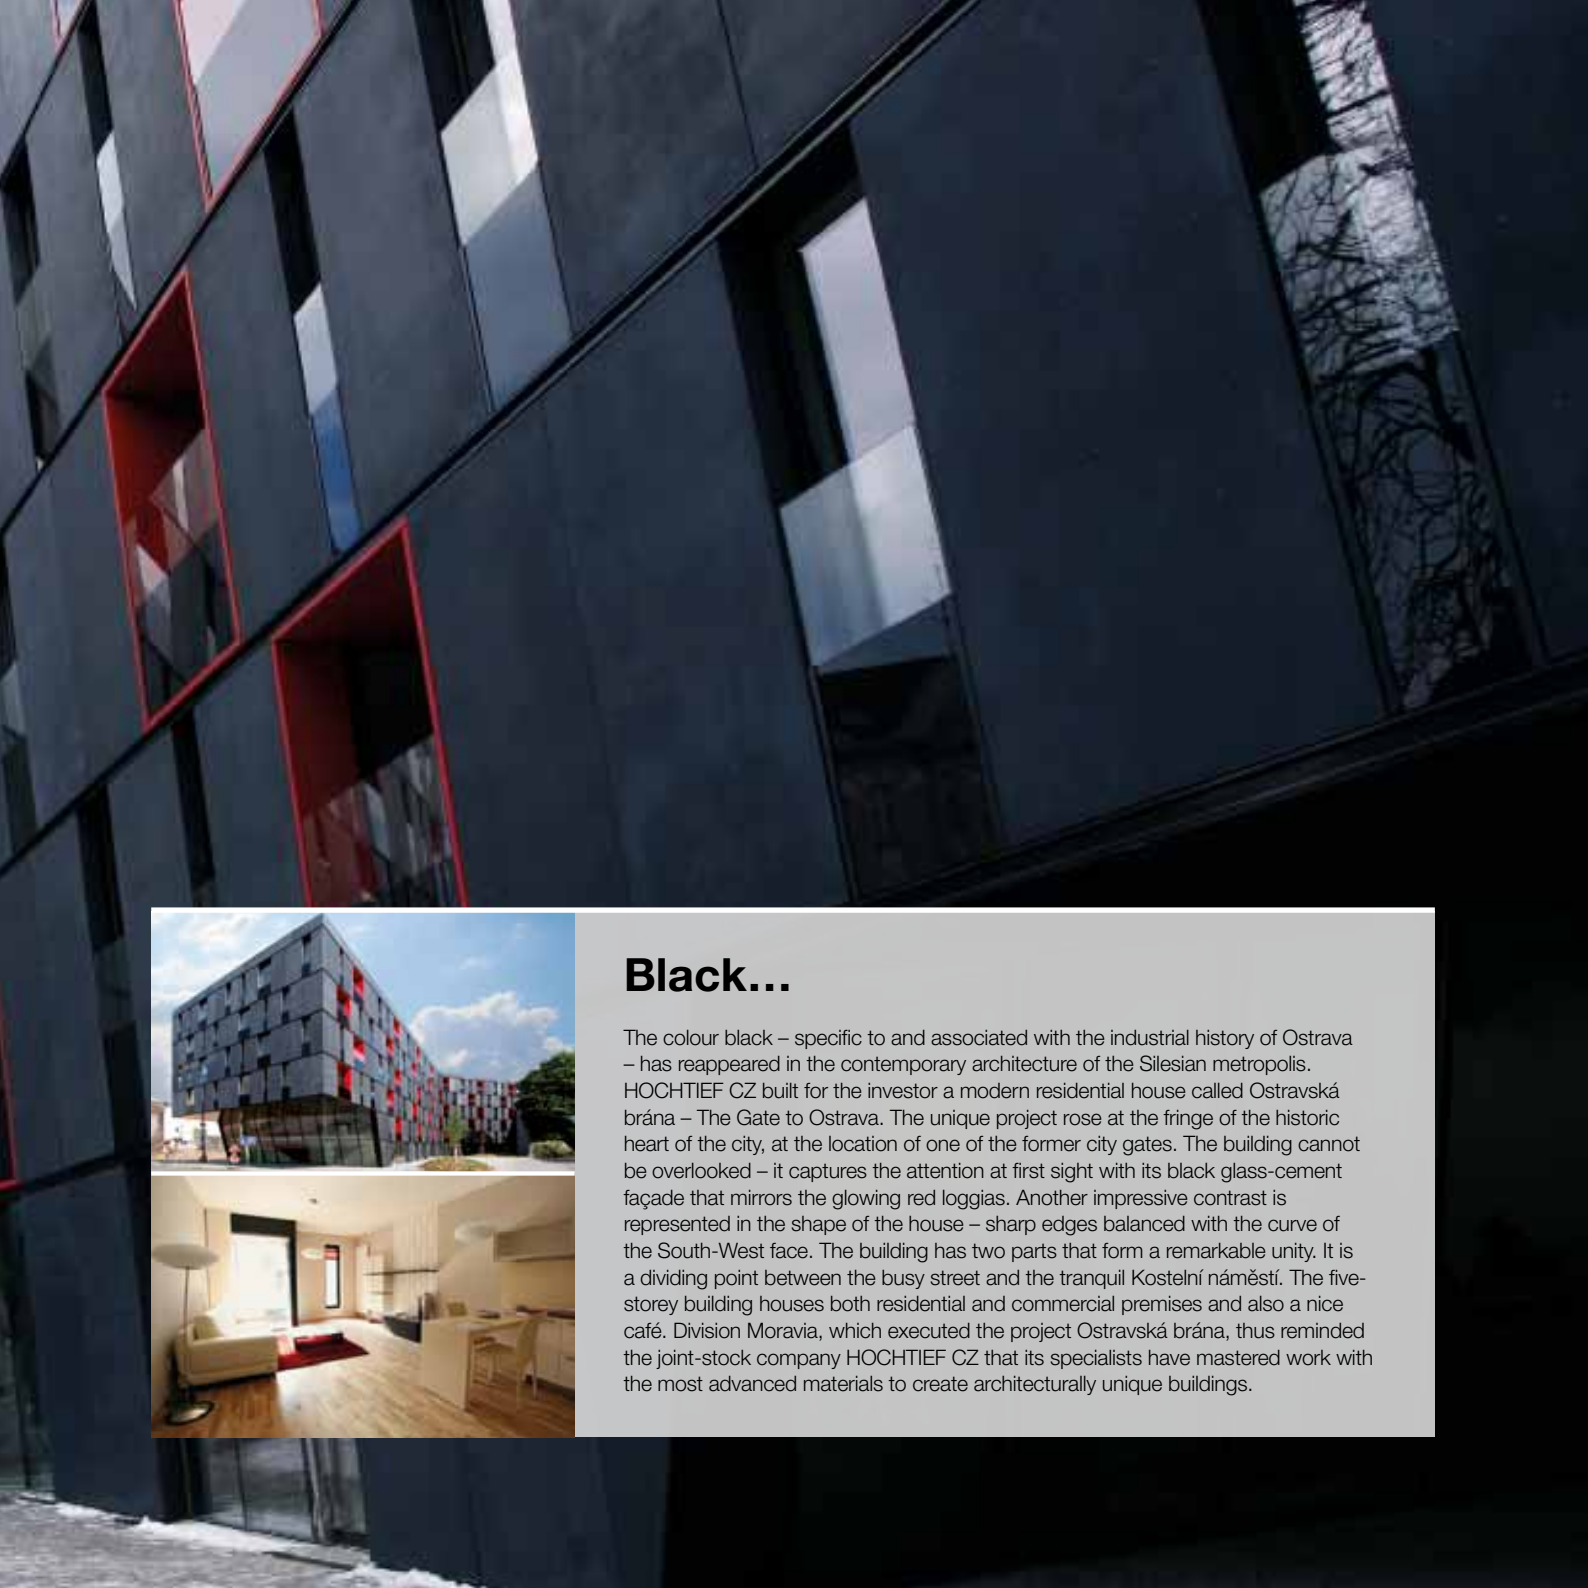 Black…
The colour black – specific to and associated with the industrial history of Ostrava
– has reappeared in the contemporary architecture of the Silesian metropolis.
HOCHTIEF CZ built for the investor a modern residential house called Ostravská
brána – The Gate to Ostrava. The unique project rose at the fringe of the historic
heart of the city, at the location of one of the former city gates. The building cannot
be overlooked – it captures the attention at first sight with its black glass-cement
façade that mirrors the glowing red loggias. Another impressive contrast is
represented in the shape of the house – sharp edges balanced with the curve of
the South-West face. The building has two parts that form a remarkable unity. It is
a dividing point between the busy street and the tranquil Kostelní náměstí. The five-
storey building houses both residential and commercial premises and also a nice
café. Division Moravia, which executed the project Ostravská brána, thus reminded
the joint-stock company HOCHTIEF CZ that its specialists have mastered work with
the most advanced materials to create architecturally unique buildings.